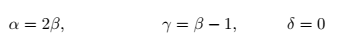 α = 2β, γ = β − 1, δ = 0